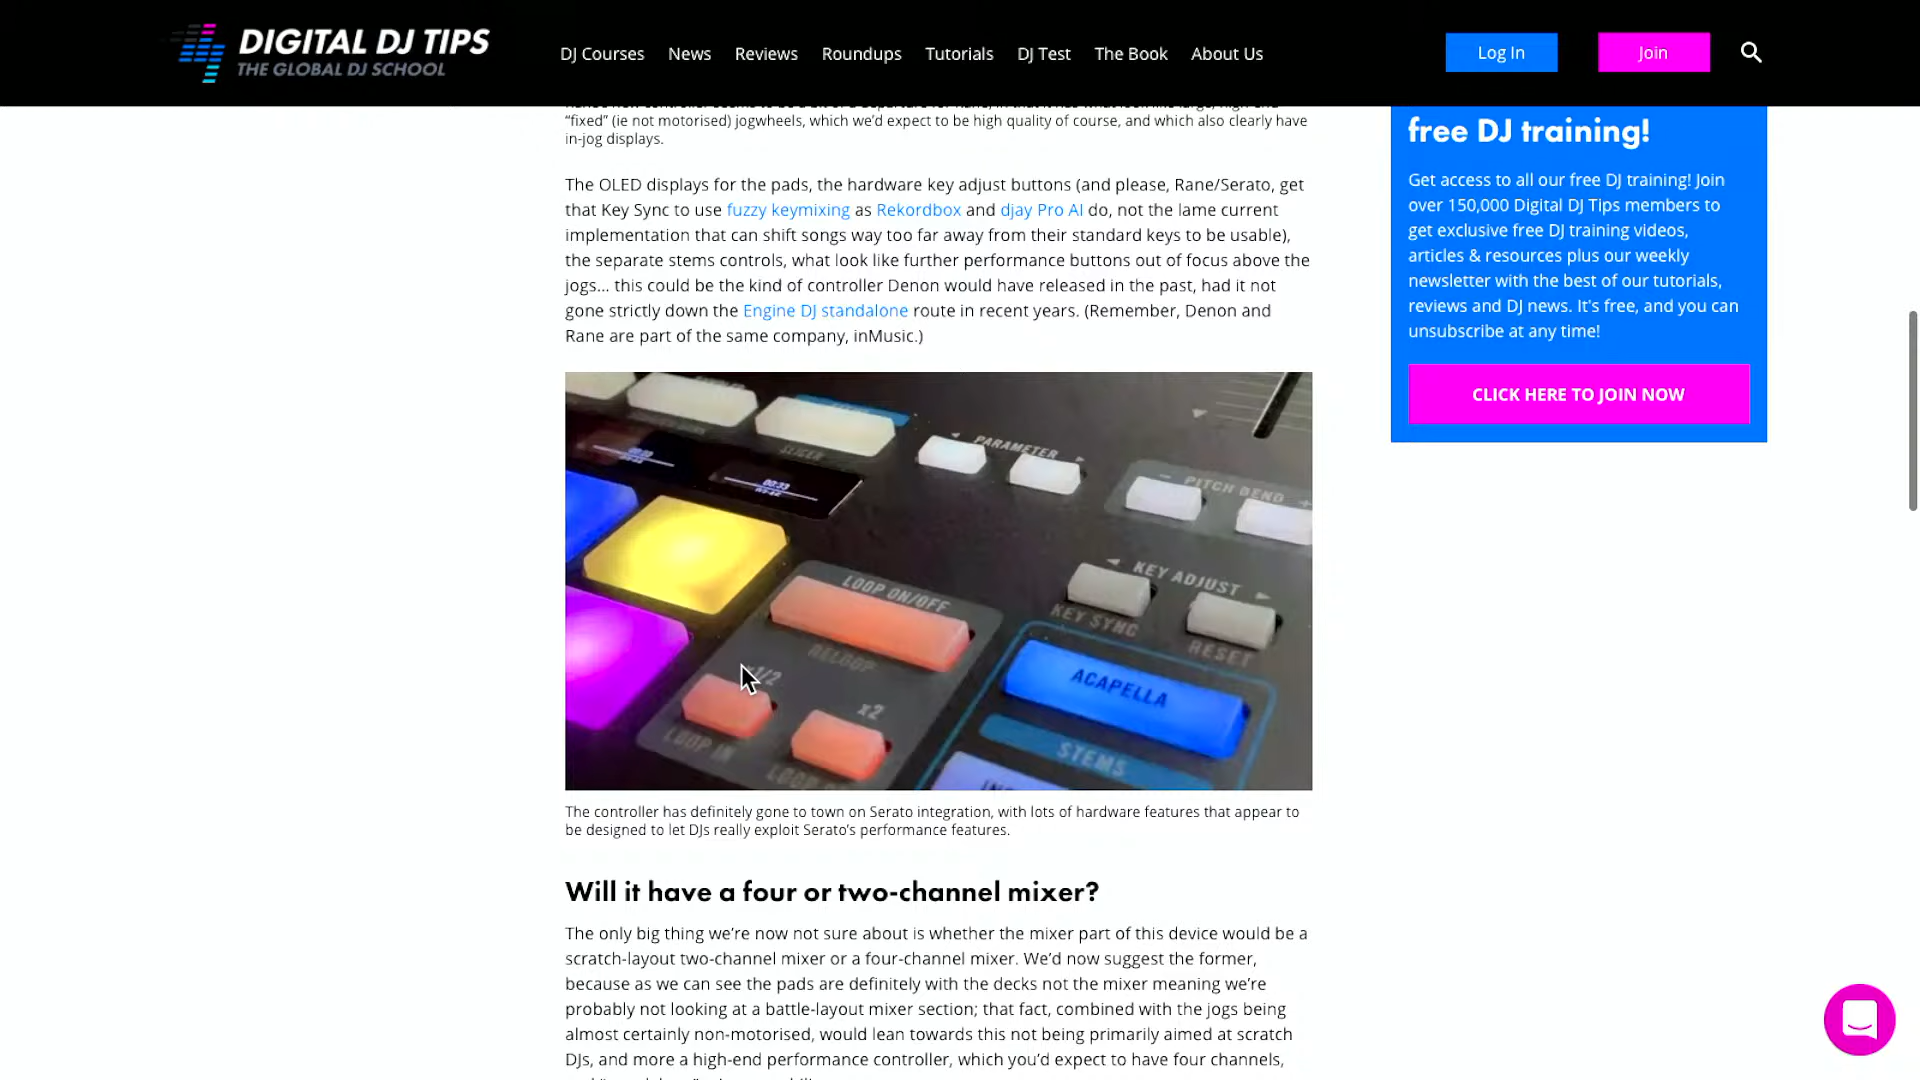 DIGITAL DJ TIPS
THE GLOBAL DJ SCHOOL
DJ Courses News Reviews Roundups Tutorials DJ Test The Book About Us
Log In
Join
“fixed” (ie not motorised) jogwheels, which we’d expect to be high quality of course, and which also clearly have
in-jog displays.
The OLED displays for the pads, the hardware key adjust buttons (and please, Rane/Serato, get
that Key Sync to use fuzzy keymixing as Rekordbox and djay Pro AI do, not the lame current
implementation that can shift songs way too far away from their standard keys to be usable),
the separate stems controls, what look like further performance buttons out of focus above the
jogs… this could be the kind of controller Denon would have released in the past, had it not
gone strictly down the Engine DJ standalone route in recent years. (Remember, Denon and
Rane are part of the same company, inMusic.)
SLICER
PARAMETER
- PITCH BEND +
00:33
KEY ADJUST
KEY SYNC
RESET
LOOP ON/OFF
RELOOP
x1/2
x2
LOOP IN
LOOP
ACAPELLA
STEMS
The controller has definitely gone to town on Serato integration, with lots of hardware features that appear to
be designed to let DJs really exploit Serato’s performance features.
Will it have a four or two-channel mixer?
The only big thing we’re now not sure about is whether the mixer part of this device would be a
scratch-layout two-channel mixer or a four-channel mixer. We’d now suggest the former,
because as we can see the pads are definitely with the decks not the mixer meaning we’re
probably not looking at a battle-layout mixer section; that fact, combined with the jogs being
almost certainly non-motorised, would lean towards this not being primarily aimed at scratch
DJs, and more a high-end performance controller, which you’d expect to have four channels,
free DJ training!
Get access to all our free DJ training! Join
over 150,000 Digital DJ Tips members to
get exclusive free DJ training videos,
articles & resources plus our weekly
newsletter with the best of our tutorials,
reviews and DJ news. It's free, and you can
unsubscribe at any time!
CLICK HERE TO JOIN NOW